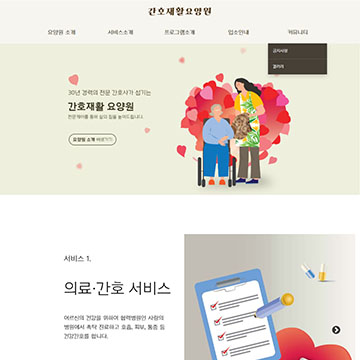 간호재활요양원
요양원 소개 서비스소개 프로그램소개 입소안내 커뮤니티
공지사항
갤러리
30년 경력의 전문 간호사가 섬기는
간호재활 요양원
전문케어를 통해 삶의 질을 높여드립니다.
요양원 소개 바로가기
서비스 1.
의료·간호 서비스
어르신의 건강을 위하여 협력병원인 사랑의
병원에서 촉탁 진료하고 호흡, 피부, 통증 등
건강간호를 합니다.